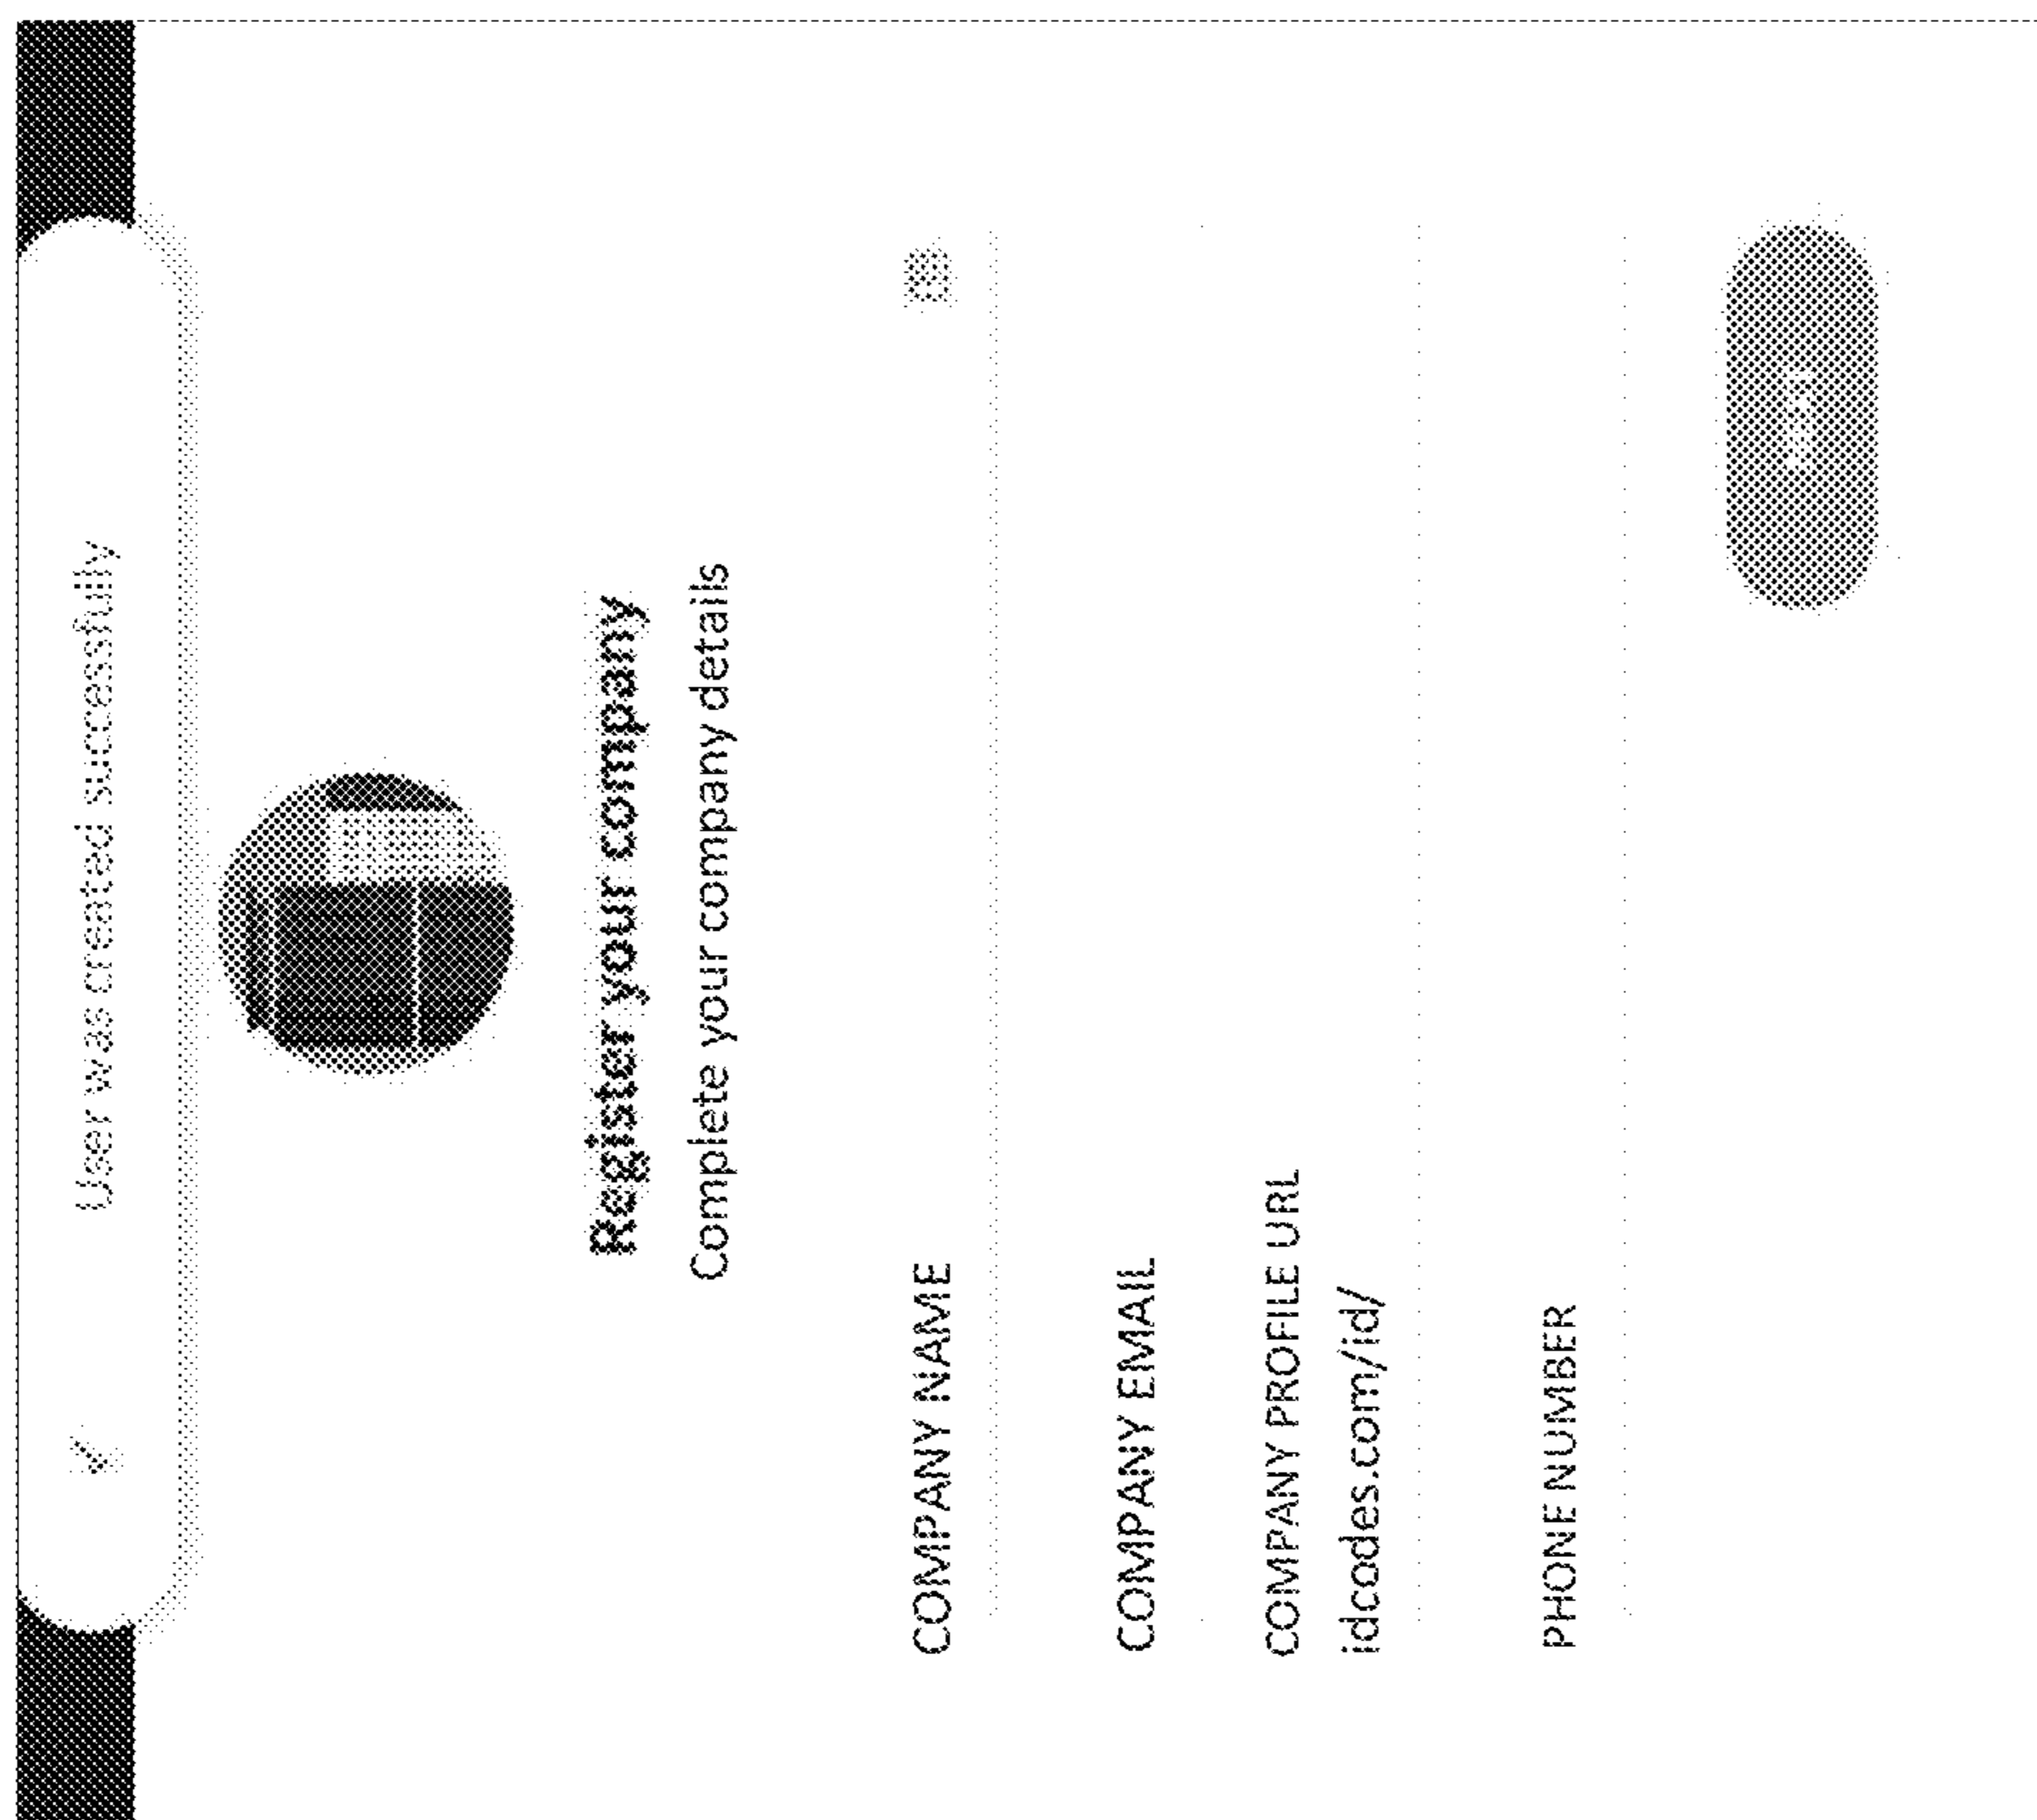 User was created successfully
Register your company
Complete your company details
COMPANY NAME
COMPANY EMAIL
COMPANY PROFILE URL
idcodes.com/id/
PHONE NUMBER